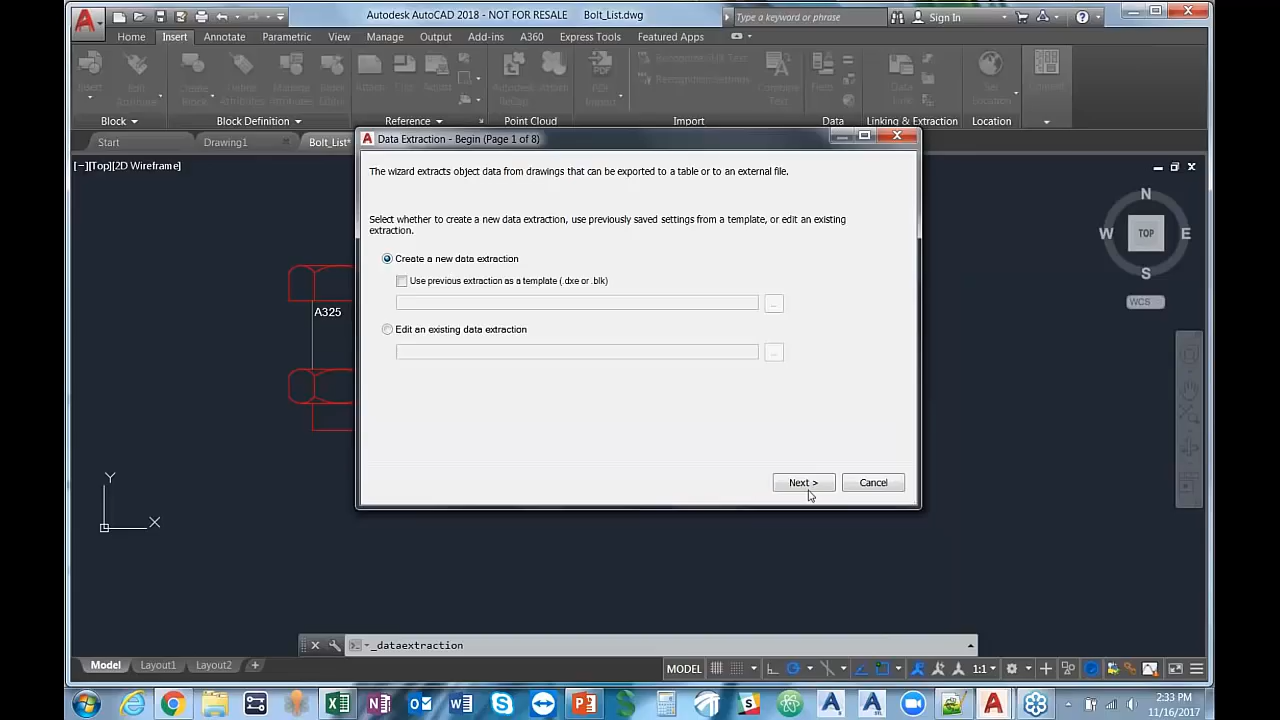 Autodesk AutoCAD 2018 - NOT FOR RESALE Bolt_List.dwg
Type a keyword or phrase
Sign In
Home Insert Annotate Parametric View Manage Output Add-ins A360 Express Tools Featured Apps
Block
Block Definition
Reference
Point Cloud
Import
Data
Linking & Extraction
Location
Start
Drawing1
Bolt_List*
[−][Top][2D Wireframe]
Data Extraction - Begin (Page 1 of 8)
The wizard extracts object data from drawings that can be exported to a table or to an external file.
Select whether to create a new data extraction, use previously saved settings from a template, or edit an existing
extraction.
Create a new data extraction
Use previous extraction as a template (.dxe or .blk)
...
Edit an existing data extraction
...
Next >
Cancel
A325
N
W
TOP
E
S
WCS
Y
X
_dataextraction
Model
Layout1
Layout2
+
MODEL
1:1
2:33 PM
11/16/2017